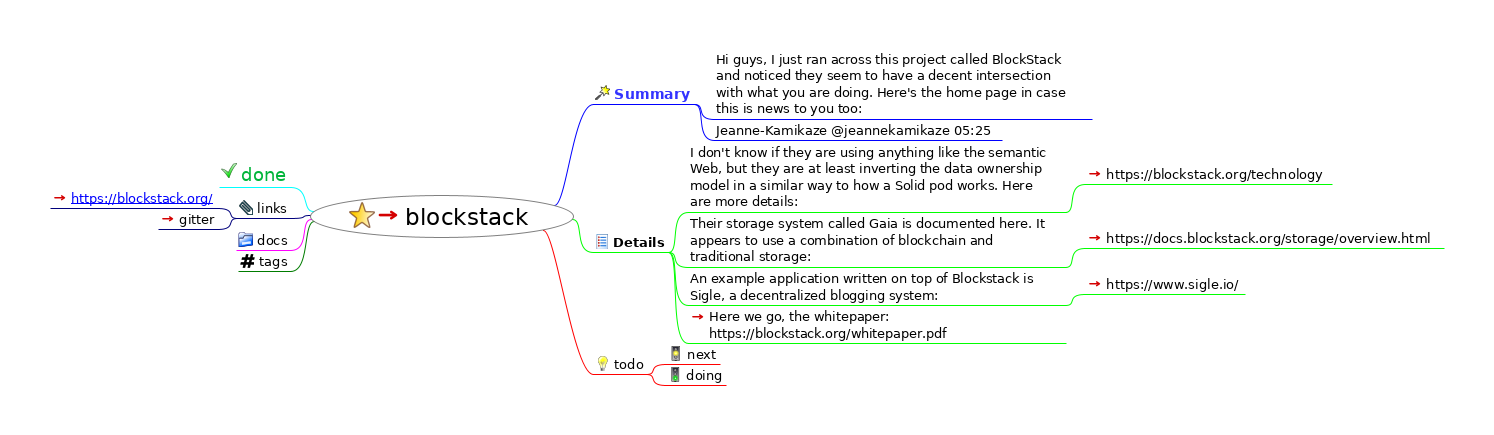 blockstack
Summary
Hi guys, I just ran across this project called BlockStack
and noticed they seem to have a decent intersection
with what you are doing. Here's the home page in case
this is news to you too:
Jeanne-Kamikaze @jeannekamikaze 05:25
Details
I don't know if they are using anything like the semantic
Web, but they are at least inverting the data ownership
model in a similar way to how a Solid pod works. Here
are more details:
https://blockstack.org/technology
Their storage system called Gaia is documented here. It
appears to use a combination of blockchain and
traditional storage:
https://docs.blockstack.org/storage/overview.html
An example application written on top of Blockstack is
Sigle, a decentralized blogging system:
https://www.sigle.io/
Here we go, the whitepaper:
https://blockstack.org/whitepaper.pdf
todo
next
doing
done
links
https://blockstack.org/
gitter
docs
# tags